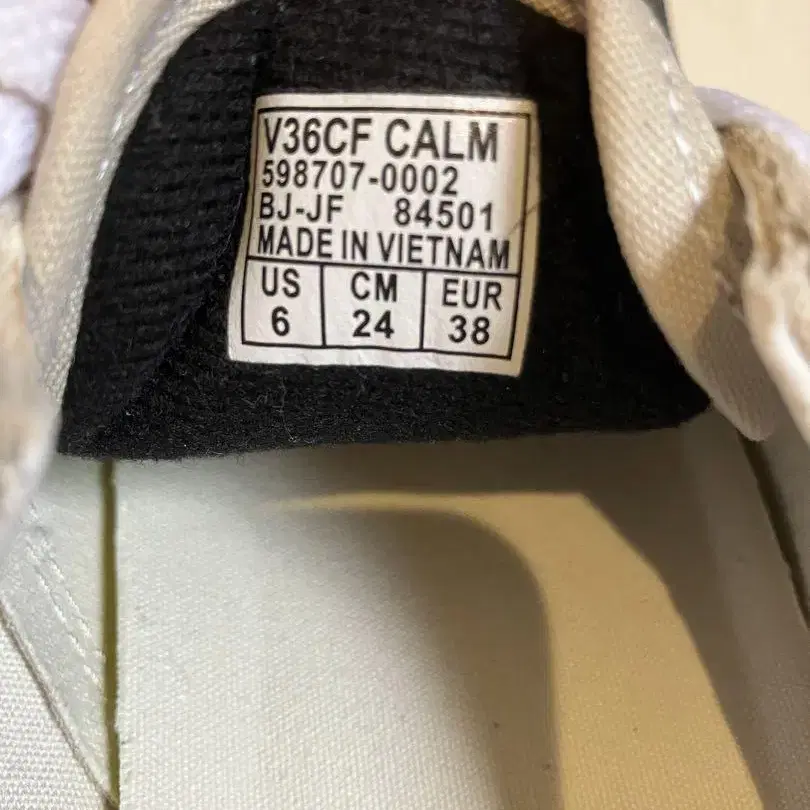 V36CF CALM
598707-0002
BJ-JF 84501
MADE IN VIETNAM
US CM EUR
6 24 38